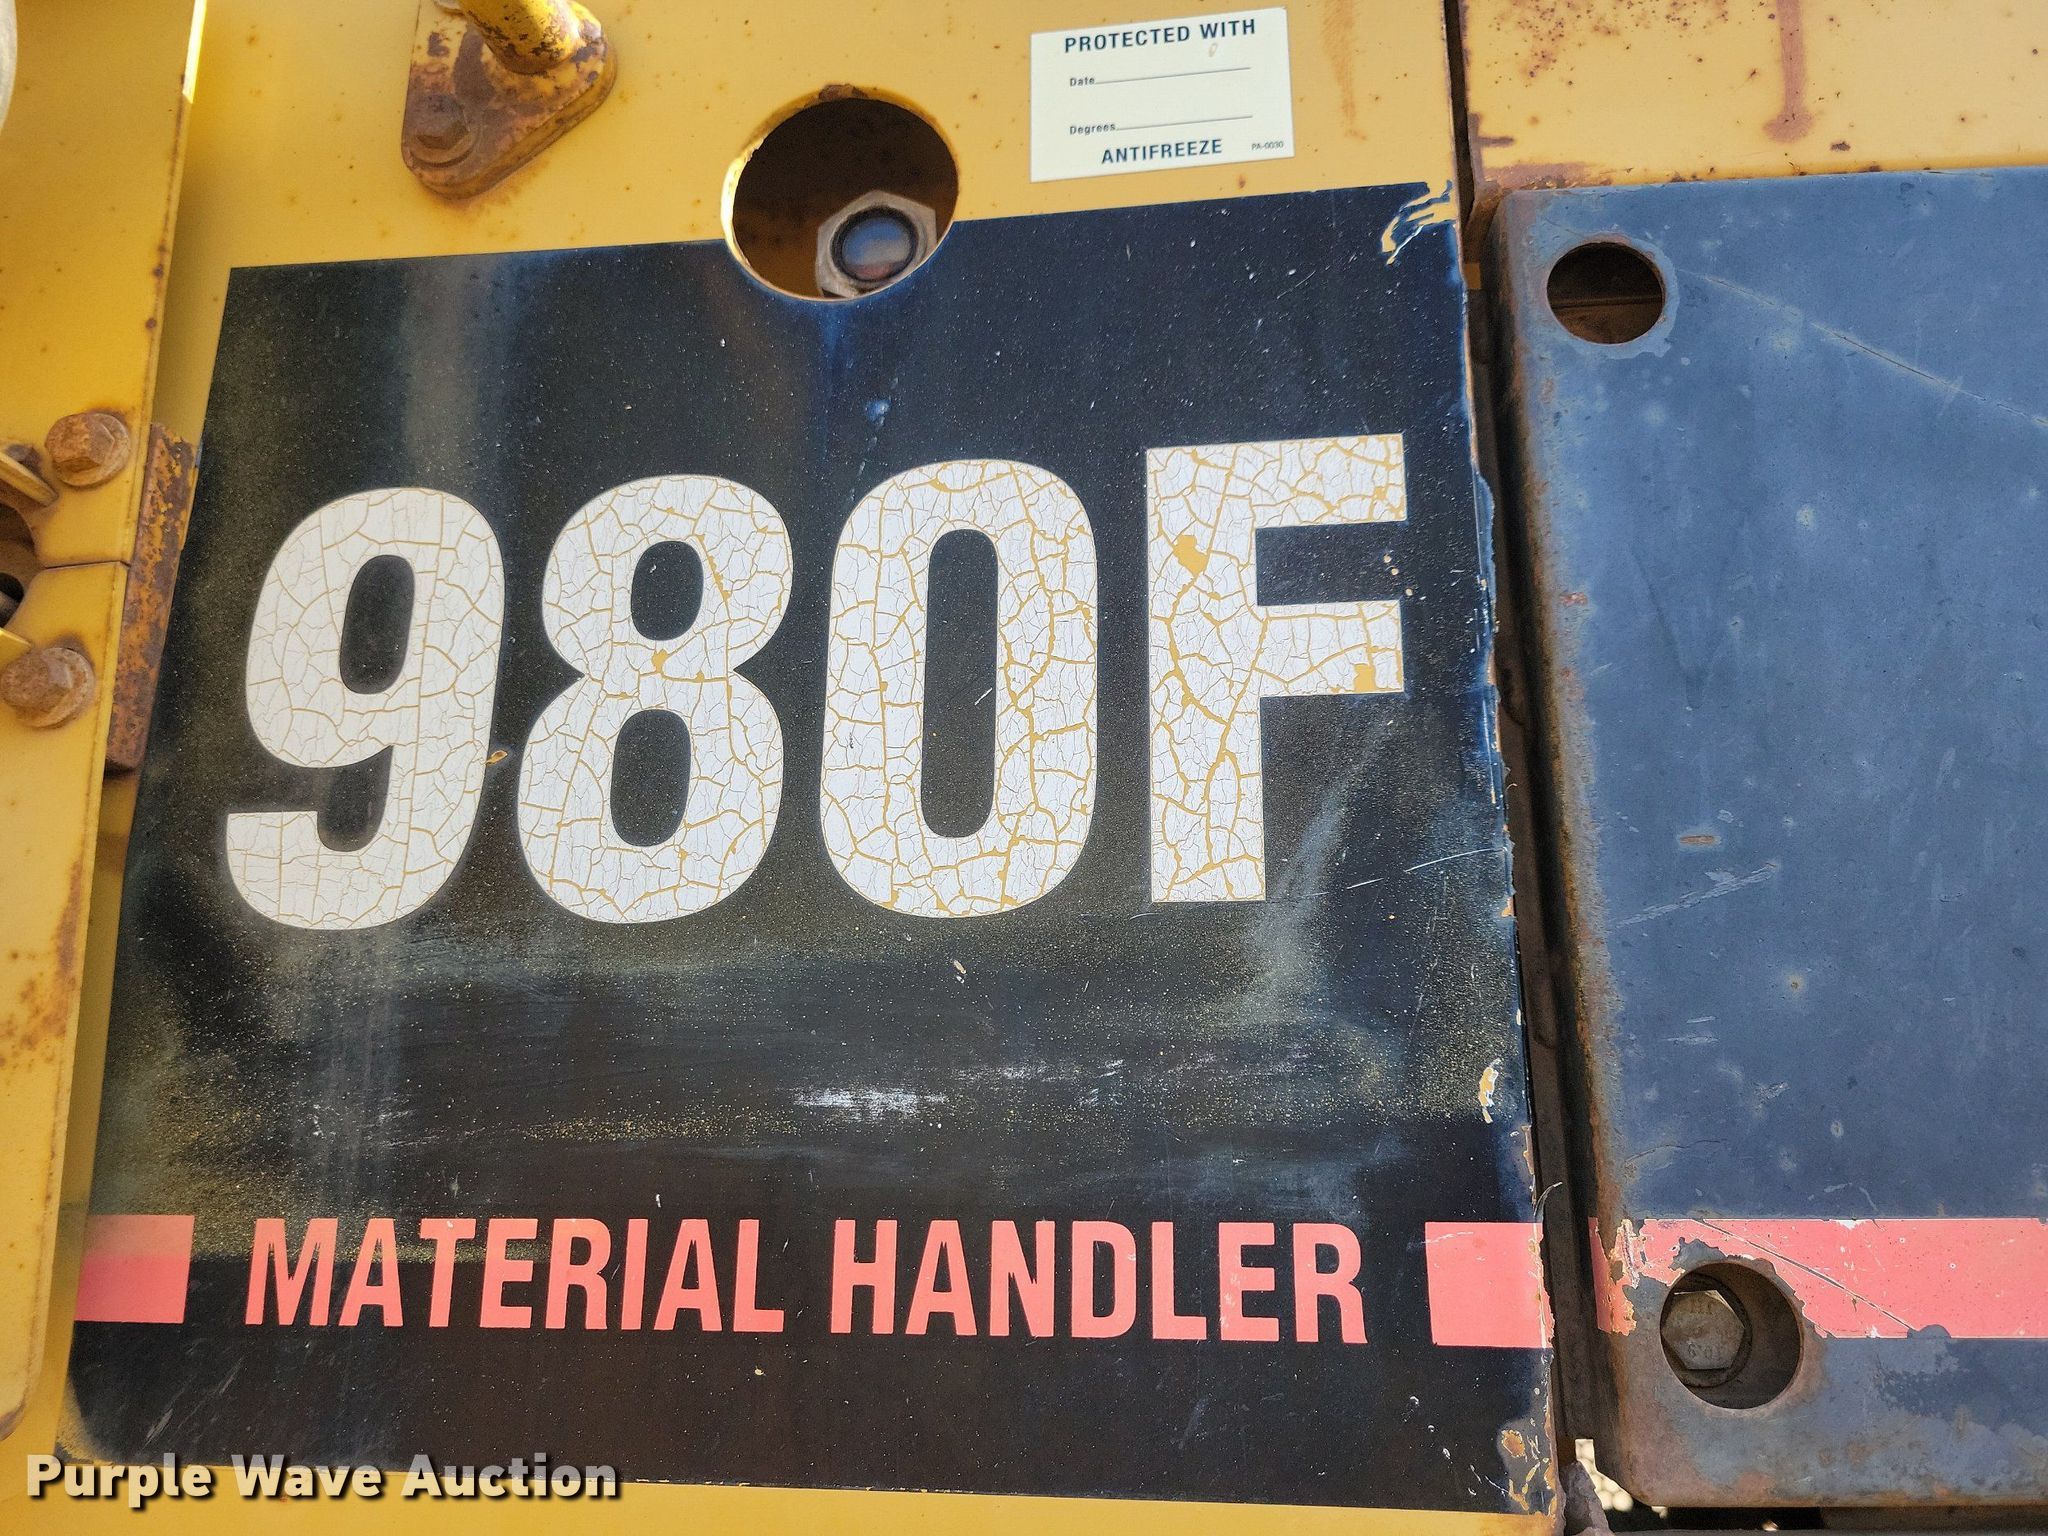 PROTECTED WITH
Date
Degrees
ANTIFREEZE PA-0030
980F
MATERIAL HANDLER
Purple Wave Auction